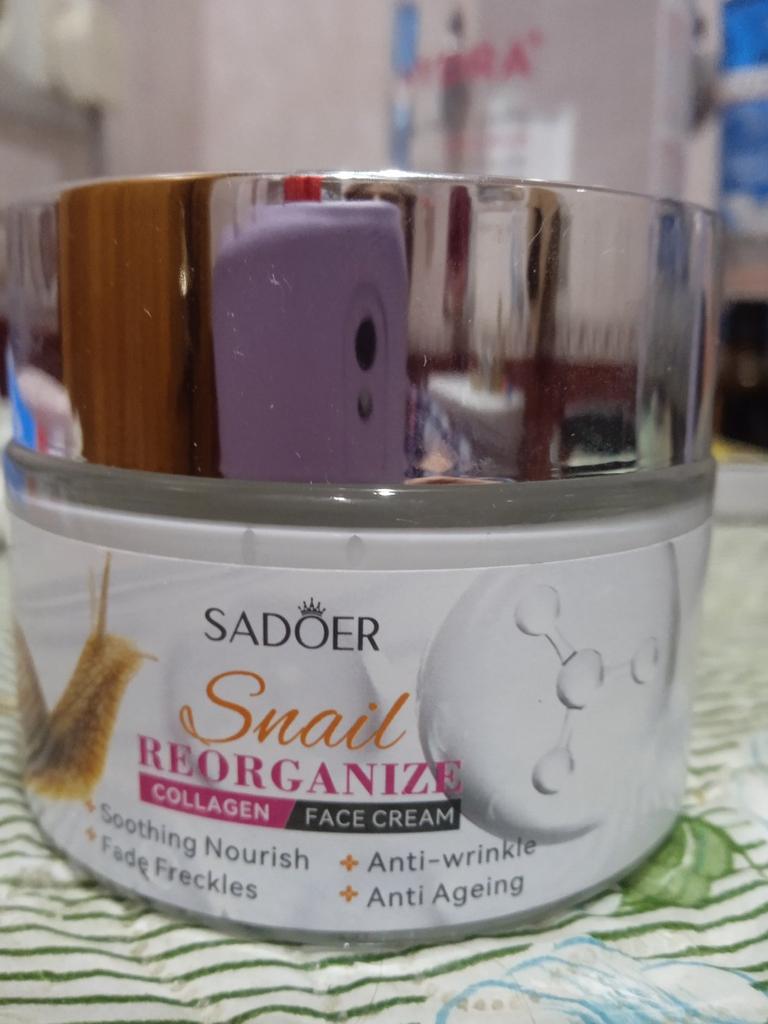 SADOER
Snail
REORGANIZE
COLLAGEN FACE CREAM
Soothing Nourish
Fade Freckles
Anti-wrinkle
Anti Ageing